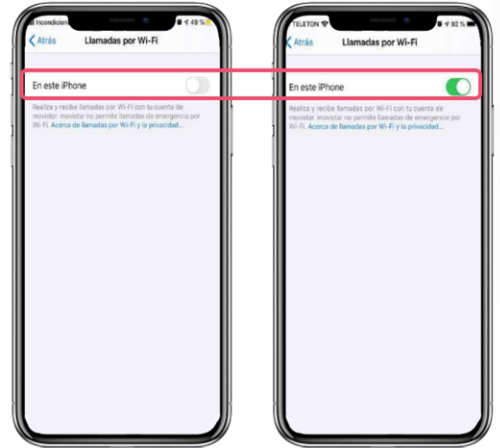 Incondicion
49 %
Atrás
Llamadas por Wi-Fi
En este iPhone
Realiza y recibe llamadas por Wi-Fi con tu cuenta de
movistar. movistar no permite llamadas de emergencia por
Wi-Fi. Acerca de llamadas por Wi-Fi y la privacidad...
TELETON
92 %
Atrás
Llamadas por Wi-Fi
En este iPhone
Realiza y recibe llamadas por Wi-Fi con tu cuenta de
movistar. movistar no permite llamadas de emergencia por
Wi-Fi. Acerca de llamadas por Wi-Fi y la privacidad...